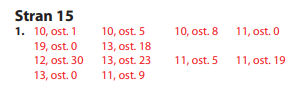 Stran 15
1. 10, ost. 1 10, ost. 5 10, ost. 8 11, ost. 0
19, ost. 0 13, ost. 18
12, ost. 30 13, ost. 23 11, ost. 5 11, ost. 19
13, ost. 0 11, ost. 9